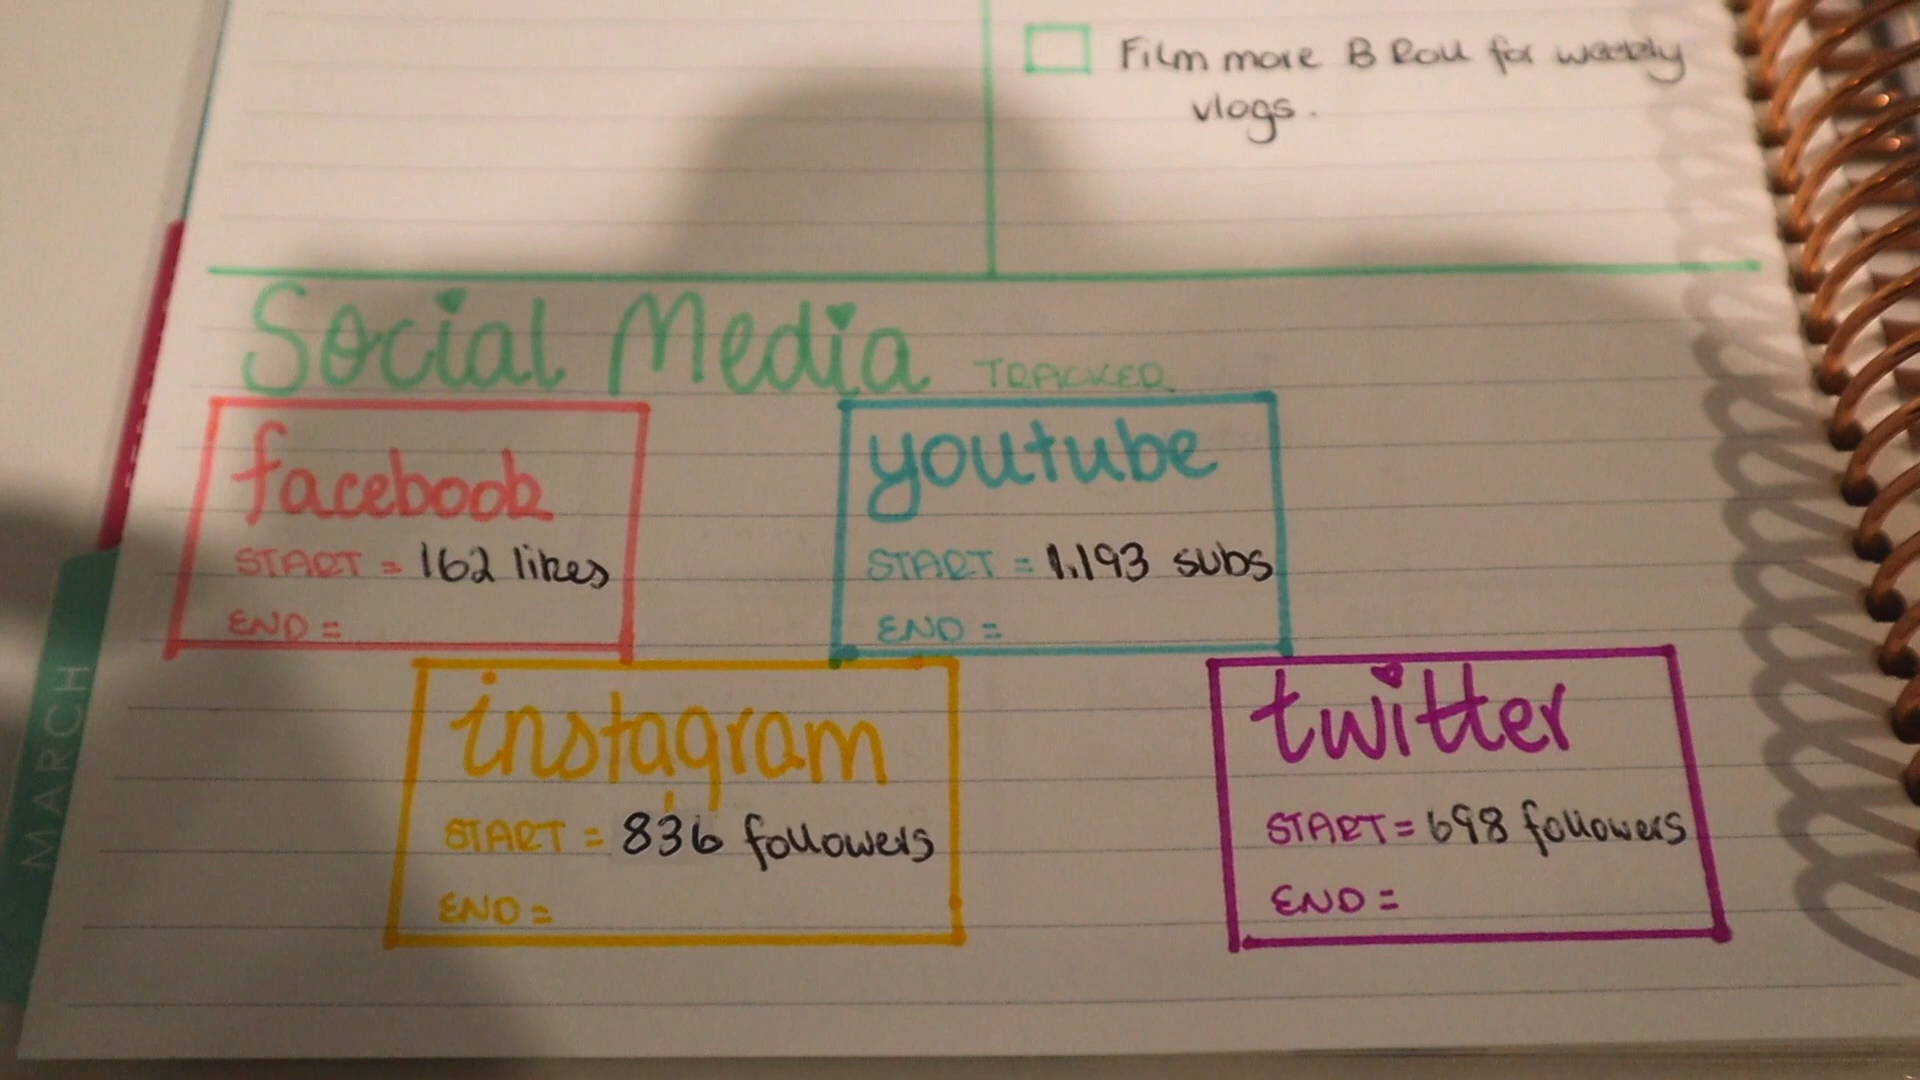 Film more B Roll for weekly
vlogs.
Social Media TRACKER
facebook
START = 162 likes
END =
youtube
START = 1,193 subs
END =
instagram
START = 836 followers
END =
twitter
START = 698 followers
END =
MARCH